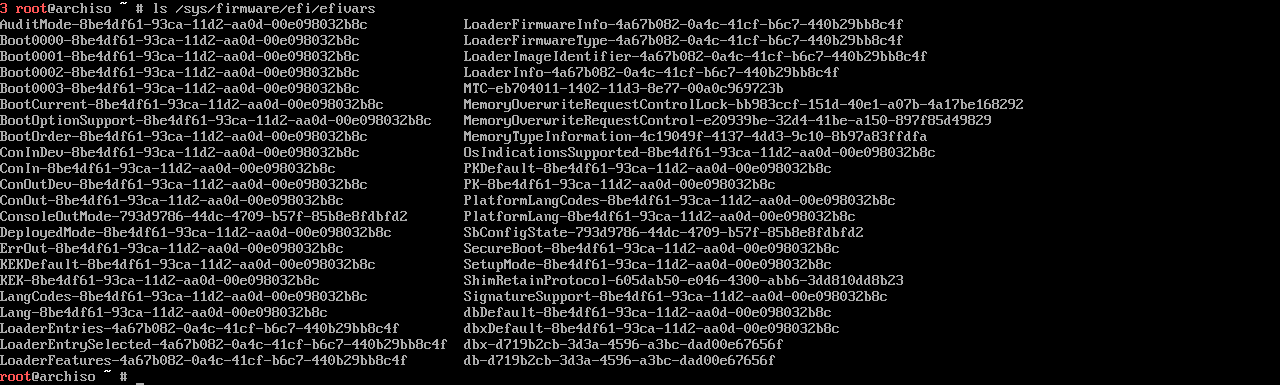 3 root@archiso ~ # ls /sys/firmware/efi/efivars
AuditMode-8be4df61-93ca-11d2-aa0d-00e098032b8c LoaderFirmwareInfo-4a67b082-0a4c-41cf-b6c7-440b29bb8c4f
Boot0000-8be4df61-93ca-11d2-aa0d-00e098032b8c LoaderFirmwareType-4a67b082-0a4c-41cf-b6c7-440b29bb8c4f
Boot0001-8be4df61-93ca-11d2-aa0d-00e098032b8c LoaderImageIdentifier-4a67b082-0a4c-41cf-b6c7-440b29bb8c4f
Boot0002-8be4df61-93ca-11d2-aa0d-00e098032b8c LoaderInfo-4a67b082-0a4c-41cf-b6c7-440b29bb8c4f
Boot0003-8be4df61-93ca-11d2-aa0d-00e098032b8c MTC-eb704011-1402-11d3-8e77-00a0c969723b
BootCurrent-8be4df61-93ca-11d2-aa0d-00e098032b8c MemoryOverwriteRequestControlLock-bb983ccf-151d-40e1-a07b-4a17be168292
BootOptionSupport-8be4df61-93ca-11d2-aa0d-00e098032b8c MemoryOverwriteRequestControl-e20939be-32d4-41be-a150-897f85d49829
BootOrder-8be4df61-93ca-11d2-aa0d-00e098032b8c MemoryTypeInformation-4c19049f-4137-4dd3-9c10-8b97a83ffdfa
ConInDev-8be4df61-93ca-11d2-aa0d-00e098032b8c OsIndicationsSupported-8be4df61-93ca-11d2-aa0d-00e098032b8c
ConIn-8be4df61-93ca-11d2-aa0d-00e098032b8c PKDefault-8be4df61-93ca-11d2-aa0d-00e098032b8c
ConOutDev-8be4df61-93ca-11d2-aa0d-00e098032b8c PK-8be4df61-93ca-11d2-aa0d-00e098032b8c
ConOut-8be4df61-93ca-11d2-aa0d-00e098032b8c PlatformLangCodes-8be4df61-93ca-11d2-aa0d-00e098032b8c
ConsoleOutMode-793d9786-44dc-4709-b57f-85b8e8fdbfd2 PlatformLang-8be4df61-93ca-11d2-aa0d-00e098032b8c
DeployedMode-8be4df61-93ca-11d2-aa0d-00e098032b8c SbConfigState-793d9786-44dc-4709-b57f-85b8e8fdbfd2
ErrOut-8be4df61-93ca-11d2-aa0d-00e098032b8c SecureBoot-8be4df61-93ca-11d2-aa0d-00e098032b8c
KEKDefault-8be4df61-93ca-11d2-aa0d-00e098032b8c SetupMode-8be4df61-93ca-11d2-aa0d-00e098032b8c
KEK-8be4df61-93ca-11d2-aa0d-00e098032b8c ShimRetainProtocol-605dab50-e046-4300-abb6-3dd810dd8b23
LangCodes-8be4df61-93ca-11d2-aa0d-00e098032b8c SignatureSupport-8be4df61-93ca-11d2-aa0d-00e098032b8c
Lang-8be4df61-93ca-11d2-aa0d-00e098032b8c dbDefault-8be4df61-93ca-11d2-aa0d-00e098032b8c
LoaderEntries-4a67b082-0a4c-41cf-b6c7-440b29bb8c4f dbxDefault-8be4df61-93ca-11d2-aa0d-00e098032b8c
LoaderEntrySelected-4a67b082-0a4c-41cf-b6c7-440b29bb8c4f dbx-d719b2cb-3d3a-4596-a3bc-dad00e67656f
LoaderFeatures-4a67b082-0a4c-41cf-b6c7-440b29bb8c4f db-d719b2cb-3d3a-4596-a3bc-dad00e67656f
root@archiso ~ # _